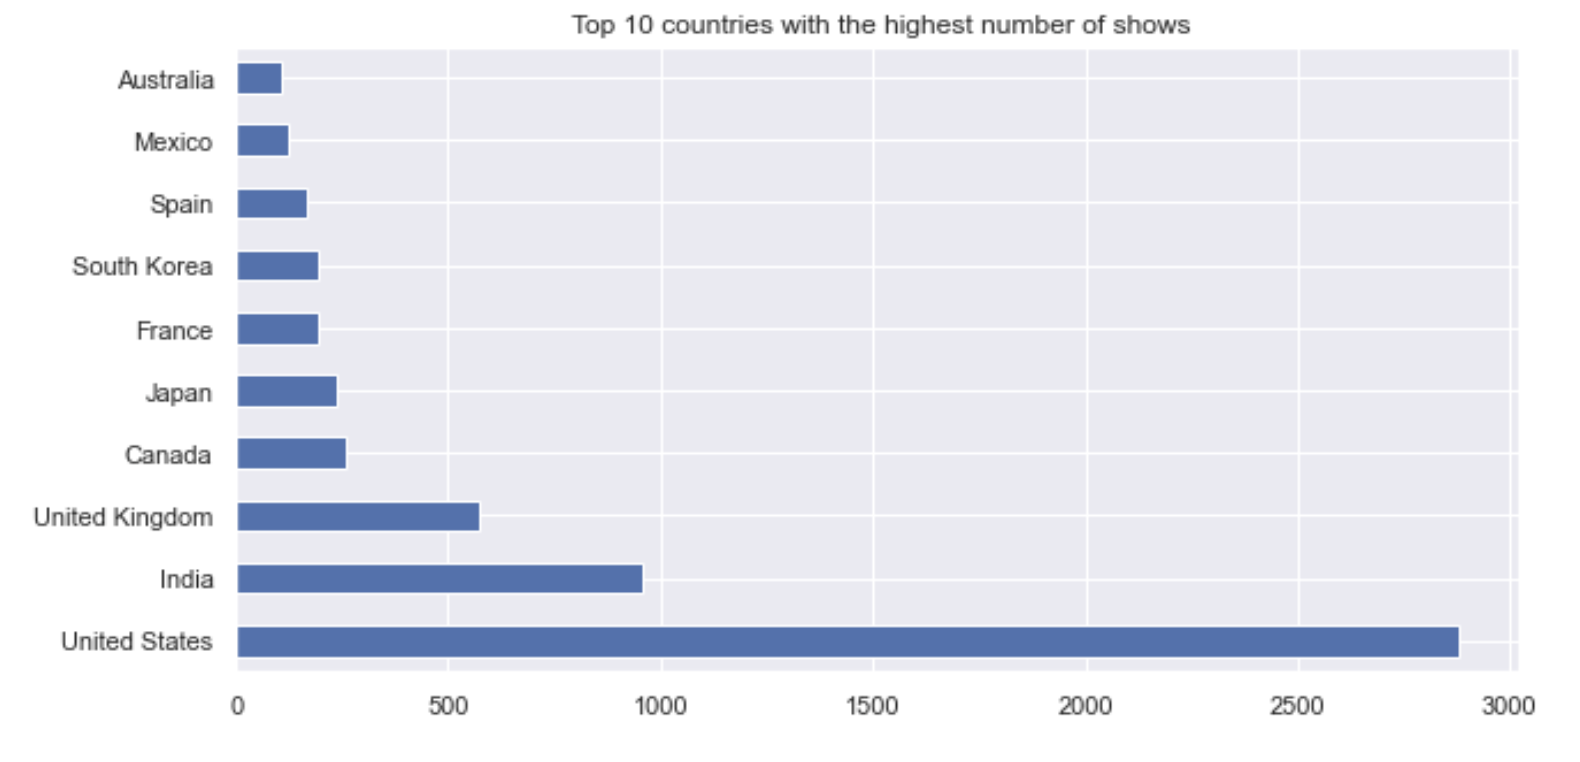 Top 10 countries with the highest number of shows
Australia
Mexico
Spain
South Korea
France
Japan
Canada
United Kingdom
India
United States
0 500 1000 1500 2000 2500 3000